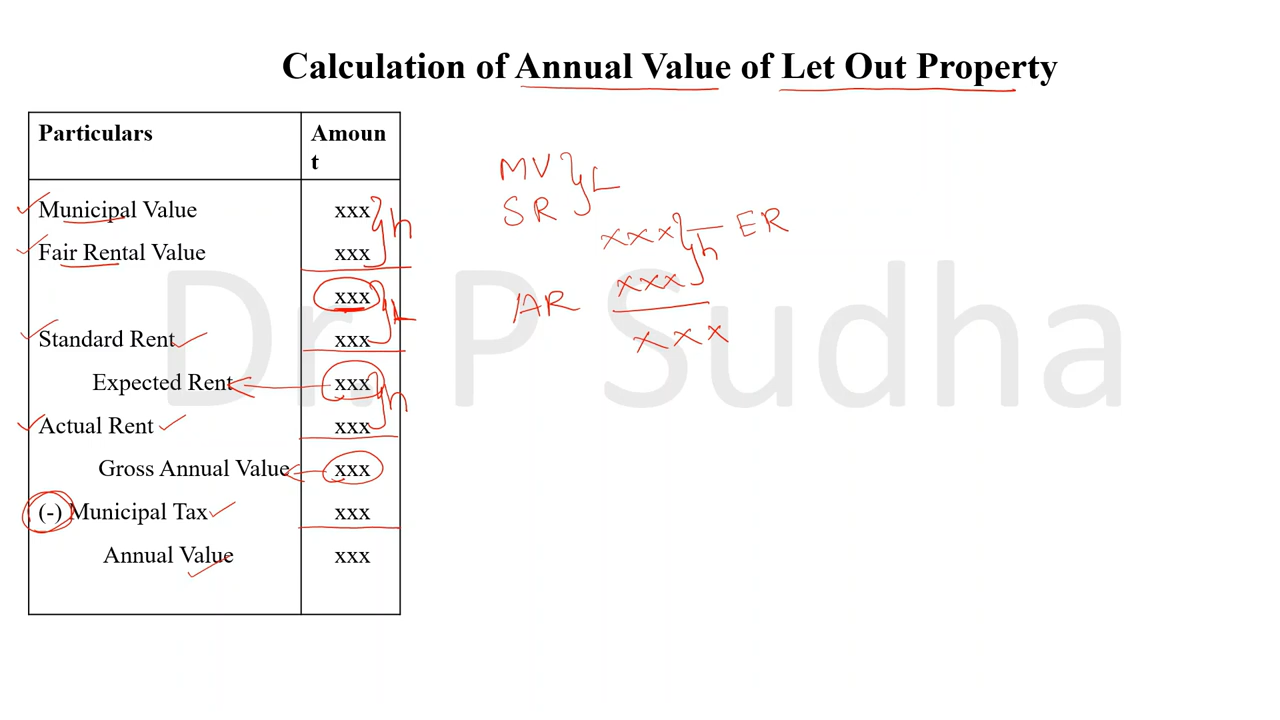 Calculation of Annual Value of Let Out Property
Particulars Amoun
t
Municipal Value xxx
Fair Rental Value xxx h
xxx
Standard Rent xxx L
Expected Rent xxx
Actual Rent xxx h
Gross Annual Value xxx
(-) Municipal Tax xxx
Annual Value xxx
MV
SR L
xxx — ER
AR xxx h
xxx
Dr. P Sudha